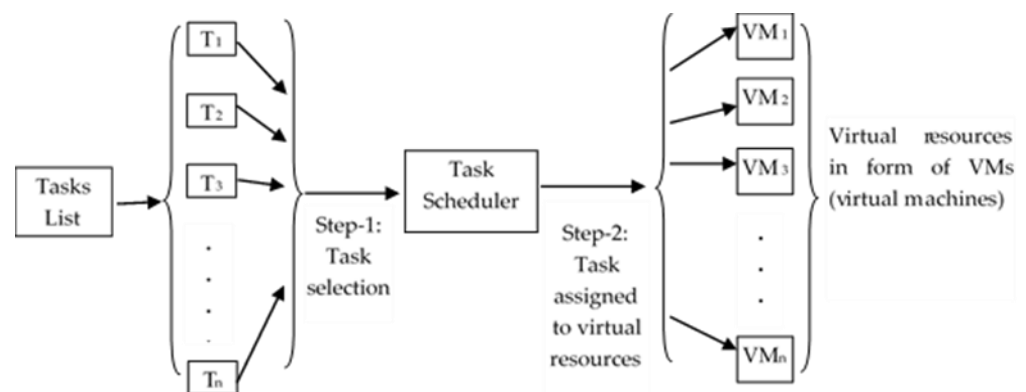 Tasks
List
T1
T2
T3
.
.
.
.
Tn
Step-1:
Task
selection
Task
Scheduler
Step-2:
Task
assigned
to virtual
resources
VM1
VM2
VM3
.
.
.
VMn
Virtual resources
in form of VMs
(virtual machines)